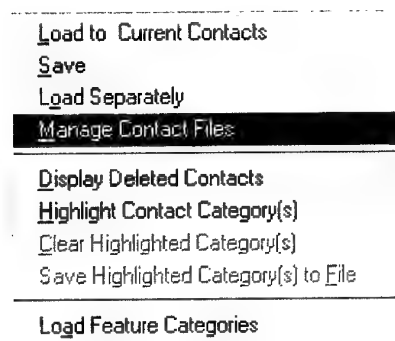 Load to Current Contacts
Save
Load Separately
Manage Contact Files
Display Deleted Contacts
Highlight Contact Category(s)
Clear Highlighted Category(s)
Save Highlighted Category(s) to File
Load Feature Categories